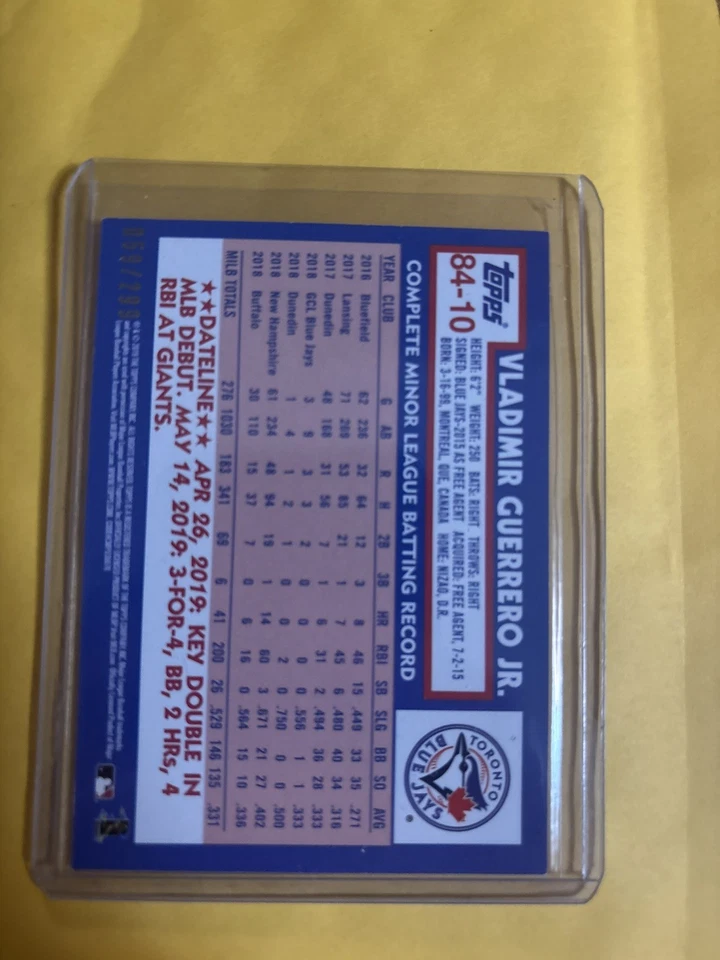 topps®
84-10
VLADIMIR GUERRERO JR.
HEIGHT: 6'2" WEIGHT: 250 BATS: RIGHT THROWS: RIGHT
SIGNED: BLUE JAYS-2015 AS FREE AGENT ACQUIRED: FREE AGENT, 7-2-15
BORN: 3-16-99, MONTREAL, QUE, CANADA HOME: NIZAO, D.R.
TORONTO
BLUE JAYS®
COMPLETE MINOR LEAGUE BATTING RECORD
YEAR CLUB G AB R H 2B 3B HR RBI SB SLG BB SO AVG
2016 Bluefield 62 236 32 64 12 3 8 46 15 .449 33 35 .271
2017 Lansing 71 269 53 85 21 1 7 45 6 .480 40 34 .316
2017 Dunedin 48 168 31 56 7 1 6 31 2 .494 36 28 .333
2018 GCL Blue Jays 3 9 3 3 2 0 0 0 0 .556 1 1 .333
2018 Dunedin 1 4 1 2 1 0 0 2 0 .750 0 0 .500
2018 New Hampshire 61 234 48 94 19 1 14 60 3 .671 21 27 .402
2018 Buffalo 30 110 15 37 7 0 6 16 0 .564 15 10 .336
MILB TOTALS 276 1030 183 341 69 6 41 200 26 .529 146 135 .331
★★DATELINE★★ APR 26, 2019: KEY DOUBLE IN
MLB DEBUT. MAY 14, 2019: 3-FOR-4, BB, 2 HRs, 4
RBI AT GIANTS.